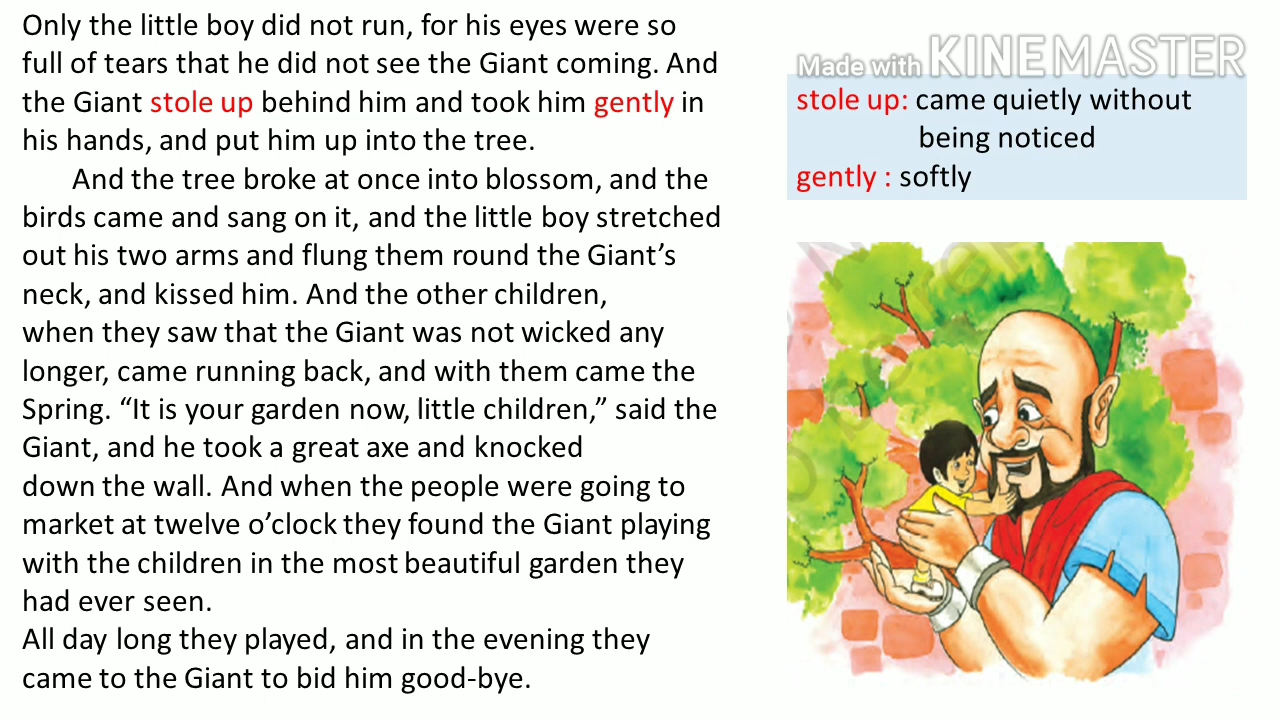 Only the little boy did not run, for his eyes were so
full of tears that he did not see the Giant coming. And
the Giant stole up behind him and took him gently in
his hands, and put him up into the tree.
And the tree broke at once into blossom, and the
birds came and sang on it, and the little boy stretched
out his two arms and flung them round the Giant’s
neck, and kissed him. And the other children,
when they saw that the Giant was not wicked any
longer, came running back, and with them came the
Spring. “It is your garden now, little children,” said the
Giant, and he took a great axe and knocked
down the wall. And when the people were going to
market at twelve o’clock they found the Giant playing
with the children in the most beautiful garden they
had ever seen.
All day long they played, and in the evening they
came to the Giant to bid him good-bye.
Made with KINEMASTER
stole up: came quietly without
being noticed
gently : softly